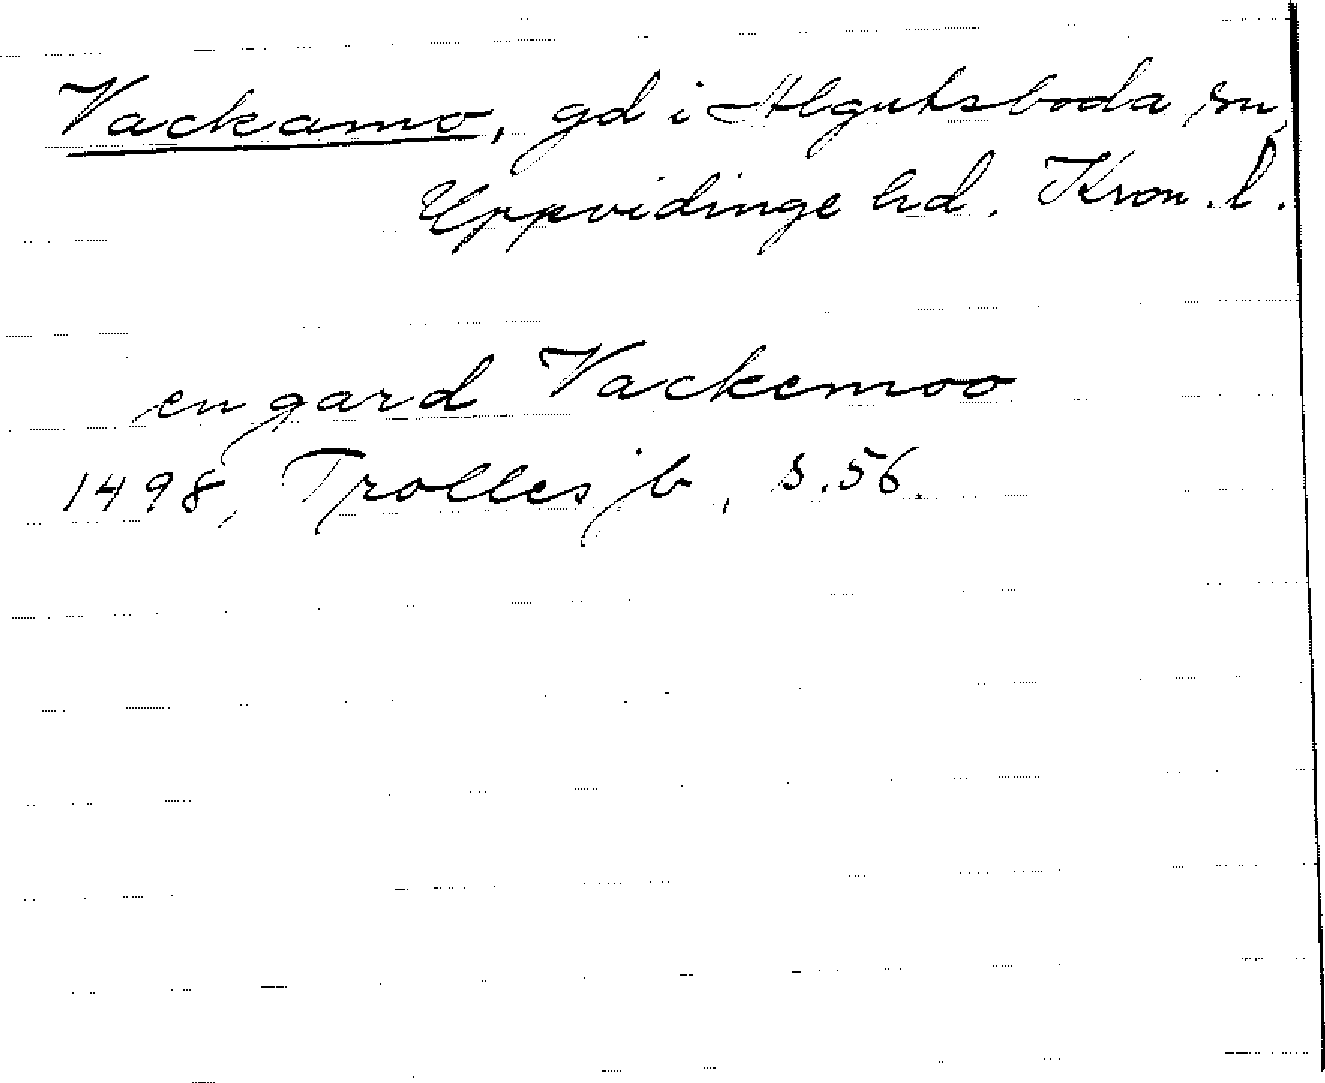 Vackamo, gd i Algutsboda sn,
Uppvidinge hd. Kron. l.
en gard Vackemoo
1498, Trolles jb, s. 56.